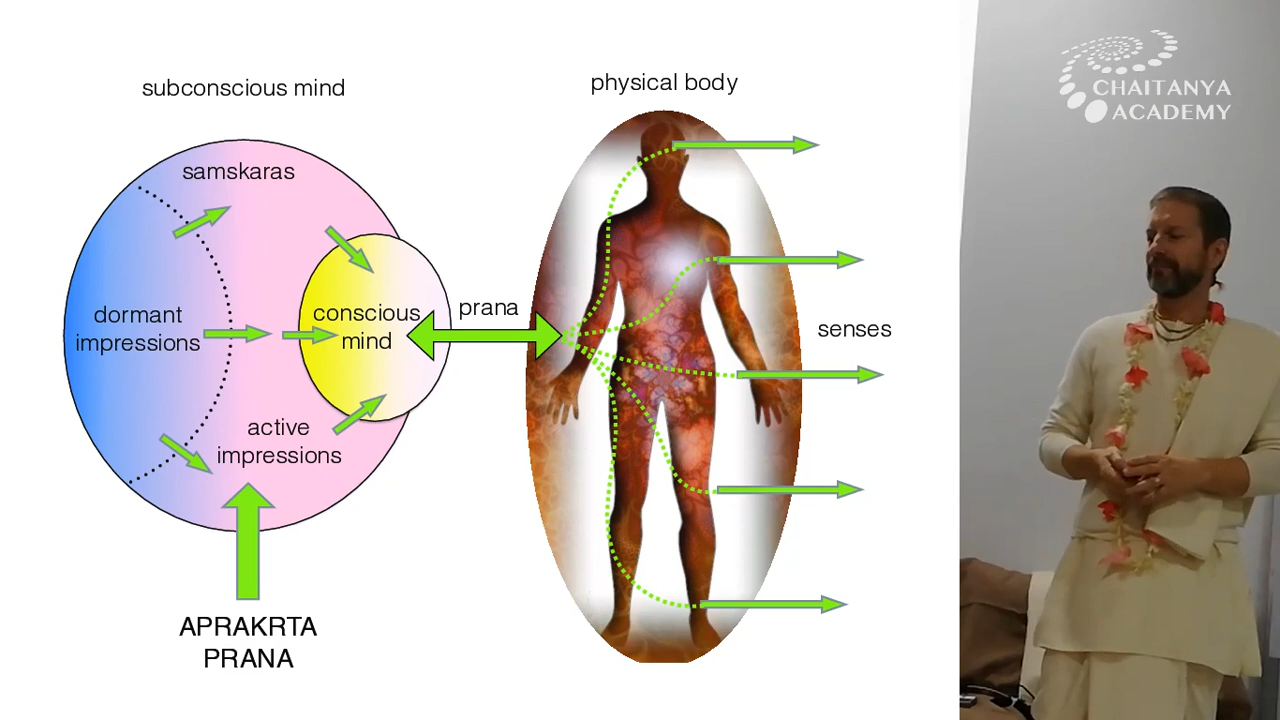 subconscious mind
samskaras
dormant
impressions
conscious
mind
active
impressions
APRAKRTA
PRANA
prana
physical body
senses
CHAITANYA
ACADEMY